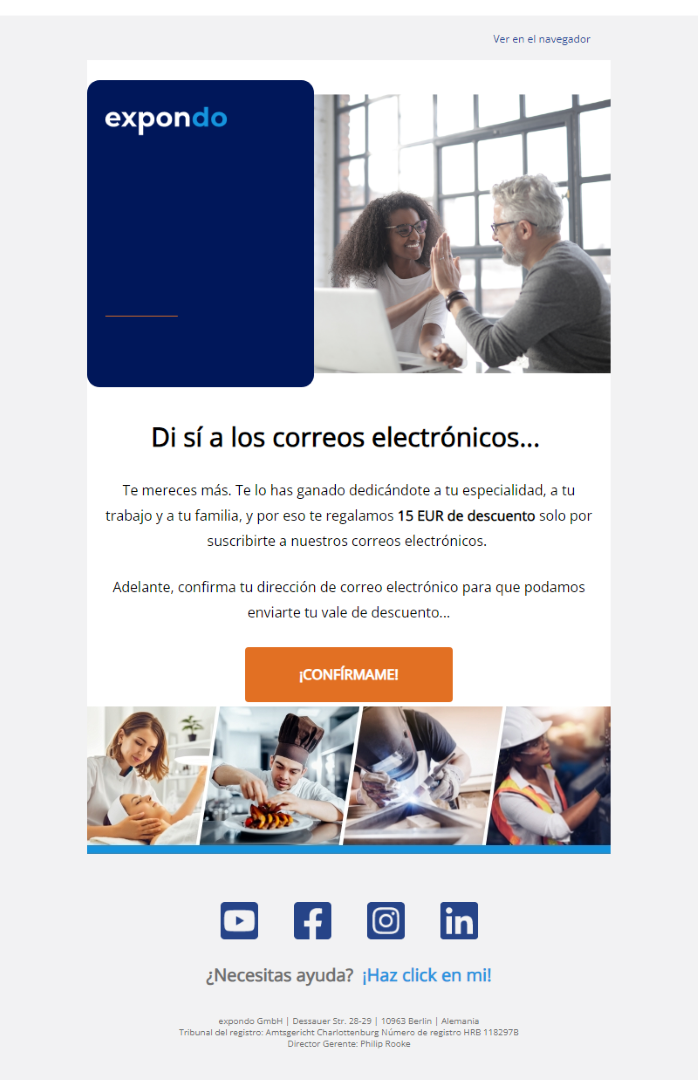 Ver en el navegador
expondo
Di sí a los correos electrónicos...
Te mereces más. Te lo has ganado dedicándote a tu especialidad, a tu
trabajo y a tu familia, y por eso te regalamos 15 EUR de descuento solo por
suscribirte a nuestros correos electrónicos.
Adelante, confirma tu dirección de correo electrónico para que podamos
enviarte tu vale de descuento...
¡CONFÍRMAME!
¿Necesitas ayuda? ¡Haz click en mi!
expondo GmbH | Dessauer Str. 28-29 | 10963 Berlin | Alemania
Tribunal del registro: Amtsgericht Charlottenburg Número de registro HRB 118297B
Director Gerente: Philip Rooke